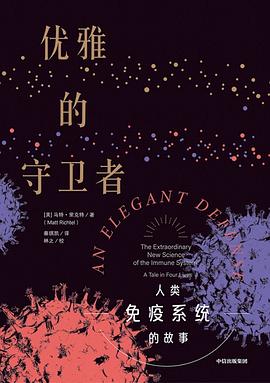 优雅
的
守卫者
[美] 马特·里克特/著
( Matt Richtel )
秦琪凯/译
林之/校
AN ELEGANT DEFENSE
The Extraordinary
New Science
of the Immune System
A Tale in Four Lives
人类
免疫系统
的故事
中信出版集团